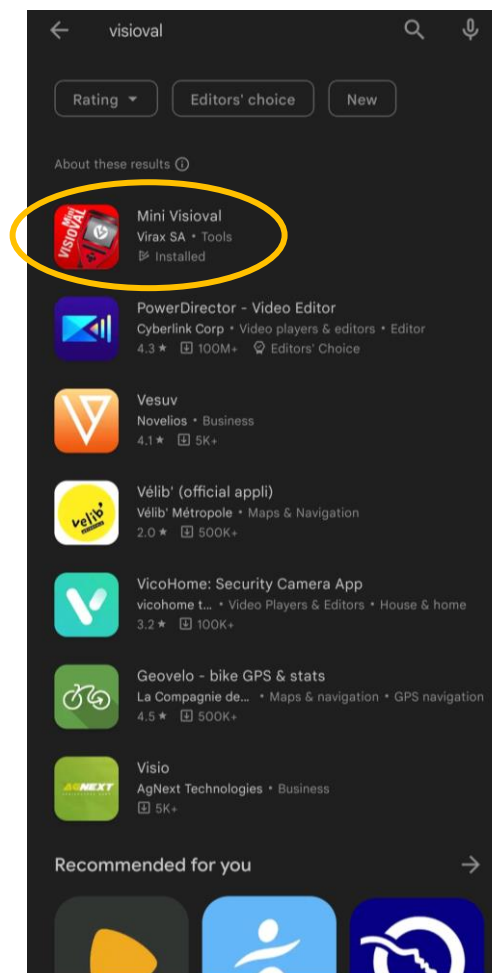 visioval
Rating
Editors' choice
New
About these results
Mini
VISIOVAL
Mini Visioval
Virax SA • Tools
Installed
PowerDirector - Video Editor
Cyberlink Corp • Video players & editors • Editor
4.3 ★ 100M+ Editors' Choice
Vesuv
Novelios • Business
4.1 ★ 5K+
velib'
Vélib' (official appli)
Vélib' Métropole • Maps & Navigation
2.0 ★ 500K+
VicoHome: Security Camera App
vicohome t... • Video Players & Editors • House & home
3.2 ★ 100K+
Geovelo - bike GPS & stats
La Compagnie de... • Maps & navigation • GPS navigation
4.5 ★ 500K+
AGNEXT
Visio
AgNext Technologies • Business
5K+
Recommended for you